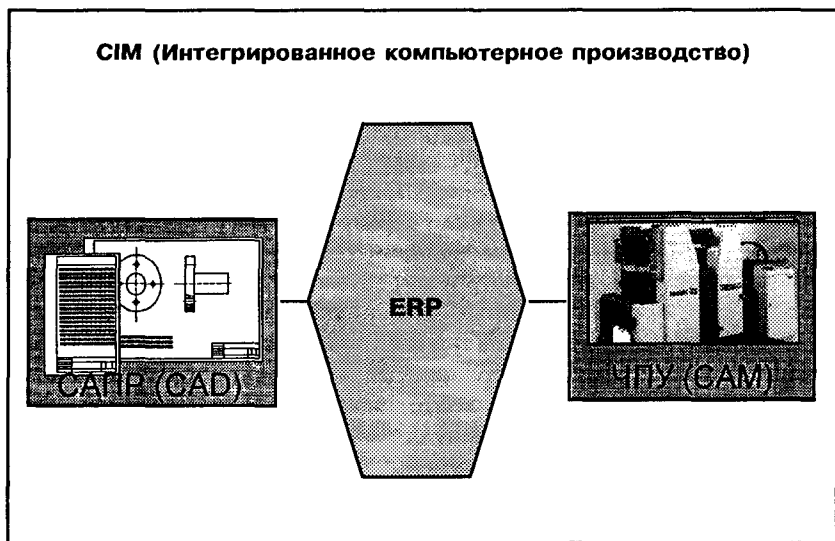 CIM (Интегрированное компьютерное производство)
ERP
САПР (CAD)
ЧПУ (CAM)